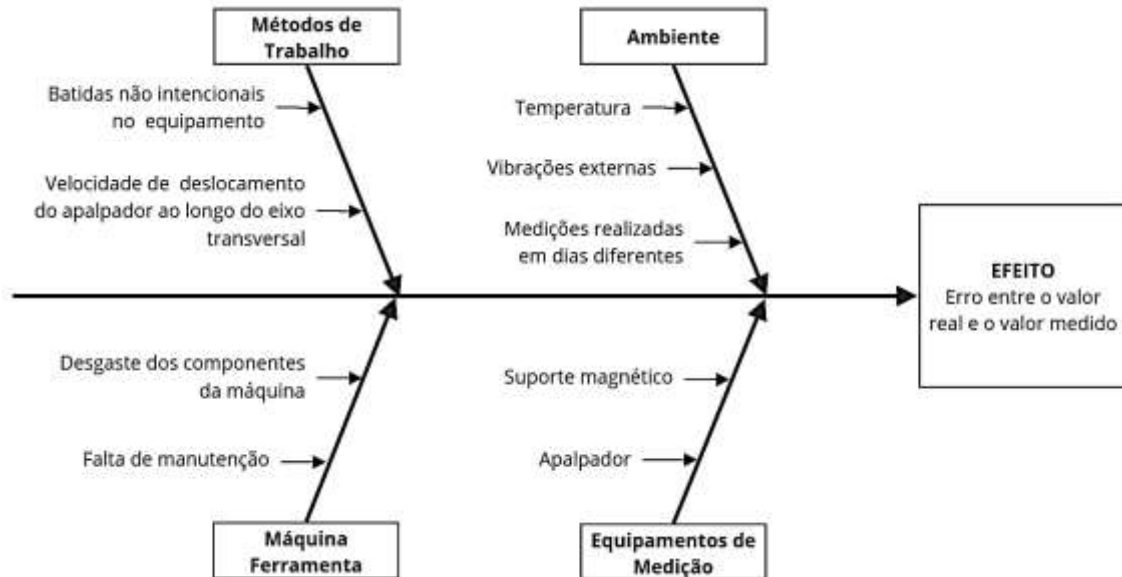 Métodos de
Trabalho
Ambiente
Batidas não intencionais
no equipamento
Temperatura
Vibrações externas
Velocidade de deslocamento
do apalpador ao longo do eixo
transversal
Medições realizadas
em dias diferentes
EFEITO
Erro entre o valor
real e o valor medido
Desgaste dos componentes
da máquina
Suporte magnético
Falta de manutenção
Apalpador
Máquina
Ferramenta
Equipamentos de
Medição